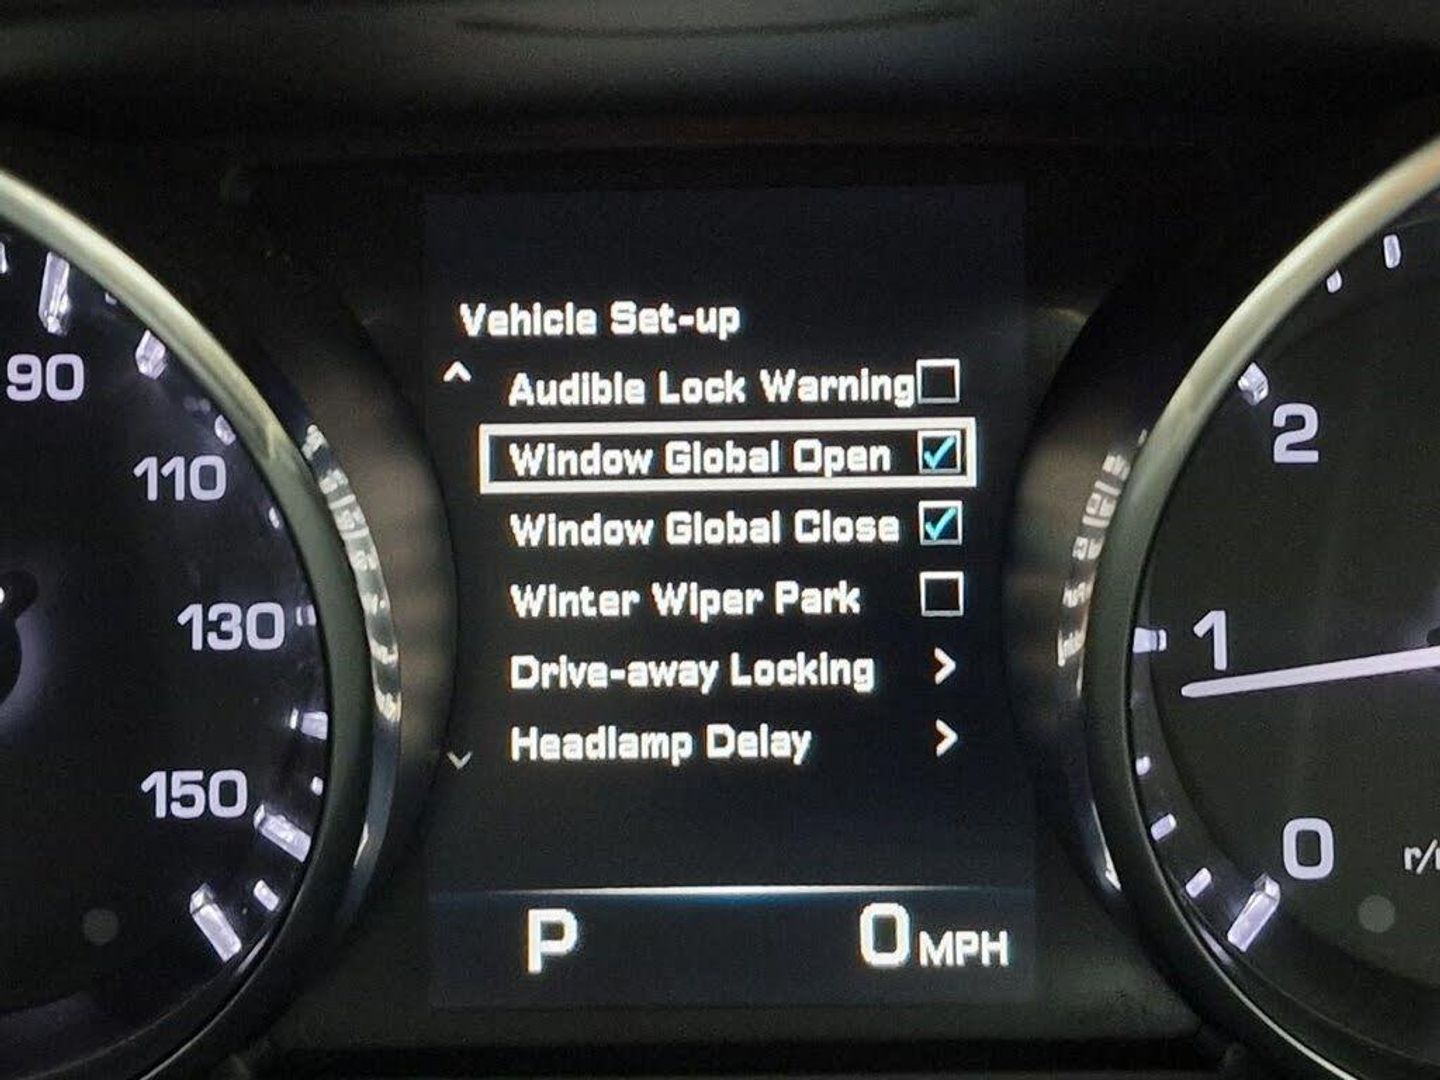 Vehicle Set-up
Audible Lock Warning
Window Global Open
Window Global Close
Winter Wiper Park
Drive-away Locking >
Headlamp Delay >
P 0 MPH
90
110
130
150
2
1
0